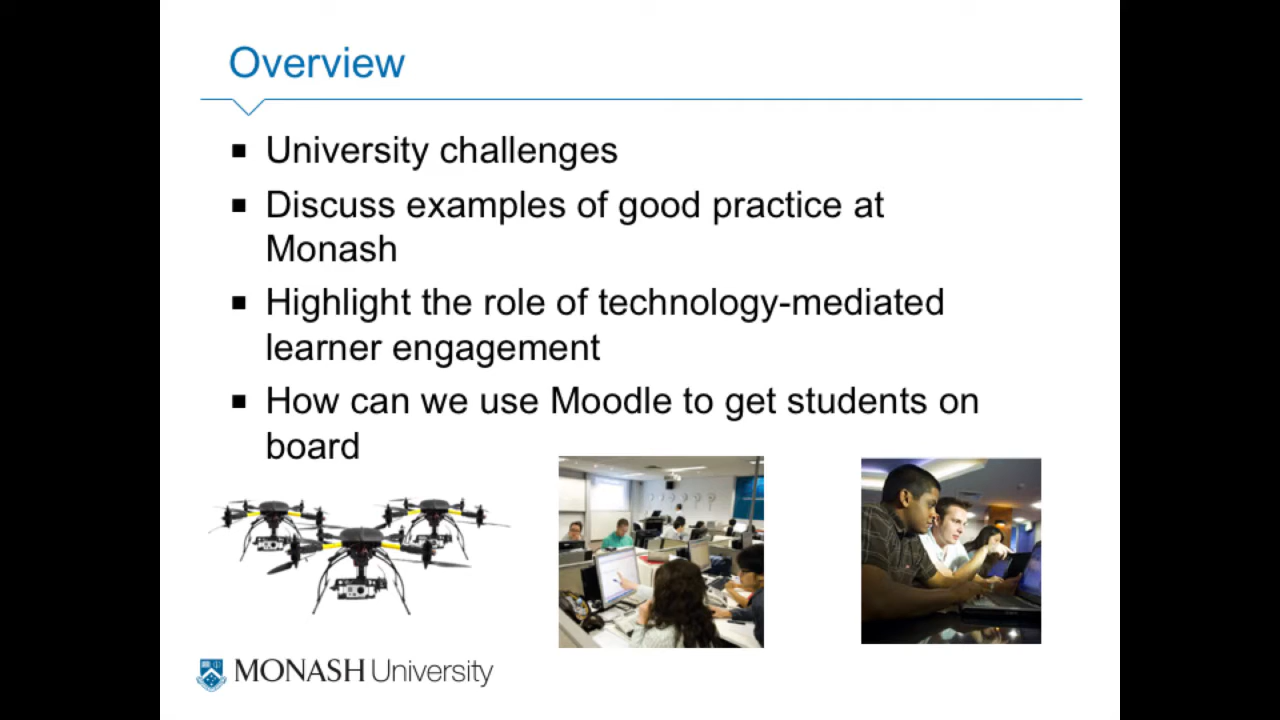 Overview
University challenges
Discuss examples of good practice at
Monash
Highlight the role of technology-mediated
learner engagement
How can we use Moodle to get students on
board
MONASH University